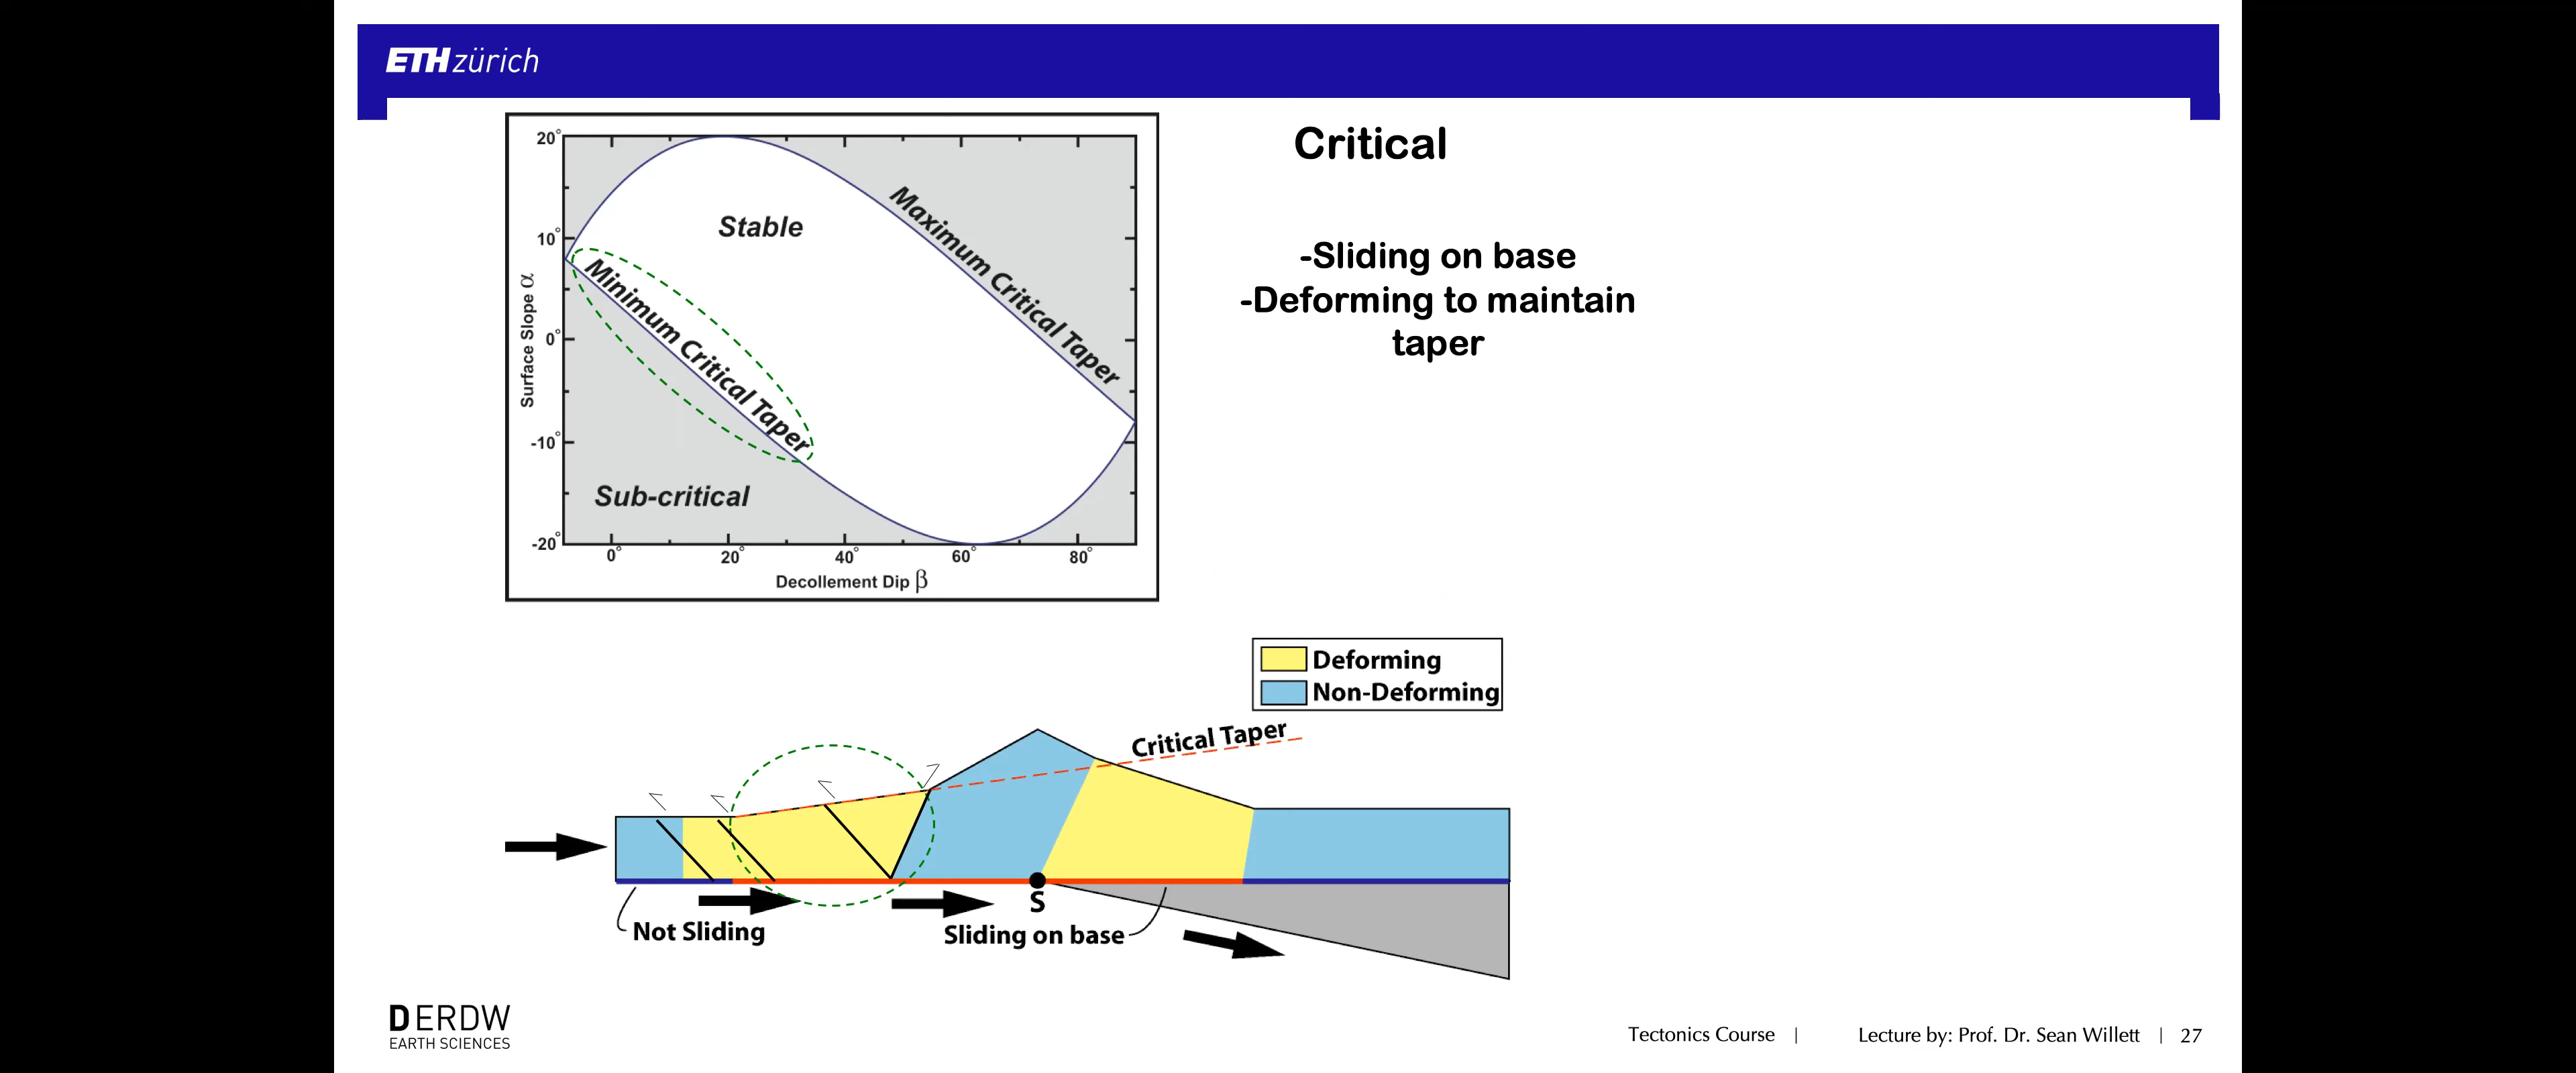 ETH zürich
Critical
-Sliding on base
-Deforming to maintain
taper
20°
10°
0°
-10°
-20°
Surface Slope α
Stable
Maximum Critical Taper
Minimum Critical Taper
Sub-critical
0° 20° 40° 60° 80°
Decollement Dip β
Deforming
Non-Deforming
Critical Taper
S
Not Sliding
Sliding on base
DERDW
EARTH SCIENCES
Tectonics Course | Lecture by: Prof. Dr. Sean Willett | 27